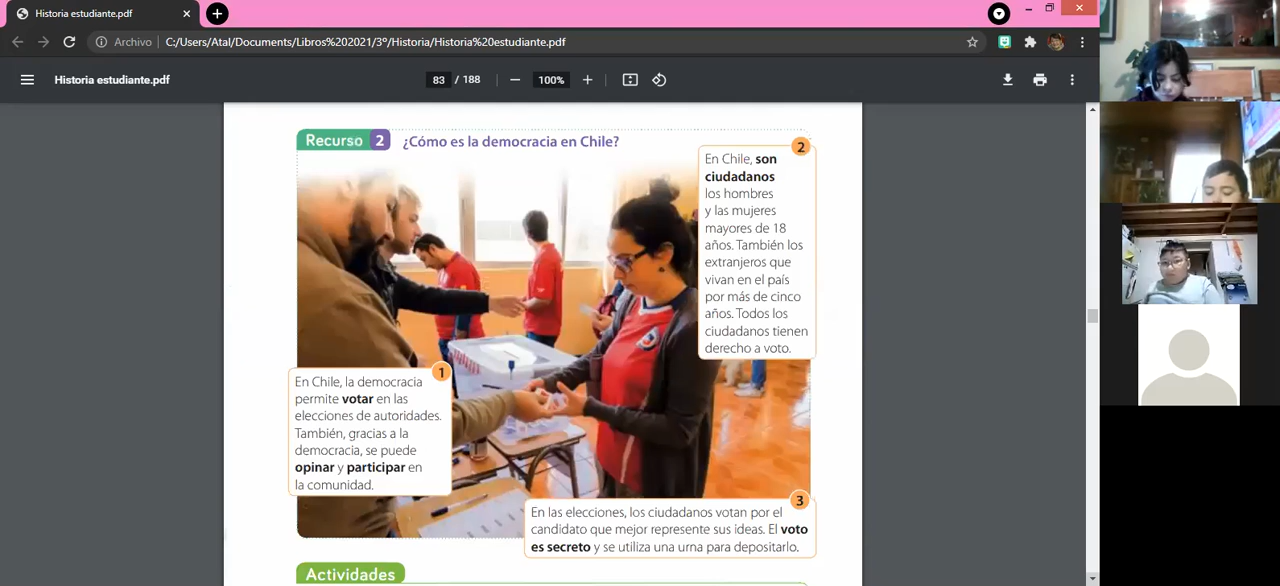 Historia estudiante.pdf
Archivo
C:/Users/Atal/Documents/Libros%202021/3º/Historia/Historia%20estudiante.pdf
Historia estudiante.pdf
83 / 188
100%
Recurso 2 ¿Cómo es la democracia en Chile?
2
En Chile, son
ciudadanos
los hombres
y las mujeres
mayores de 18
años. También los
extranjeros que
vivan en el país
por más de cinco
años. Todos los
ciudadanos tienen
derecho a voto.
1
En Chile, la democracia
permite votar en las
elecciones de autoridades.
También, gracias a la
democracia, se puede
opinar y participar en
la comunidad.
3
En las elecciones, los ciudadanos votan por el
candidato que mejor represente sus ideas. El voto
es secreto y se utiliza una urna para depositarlo.
Actividades